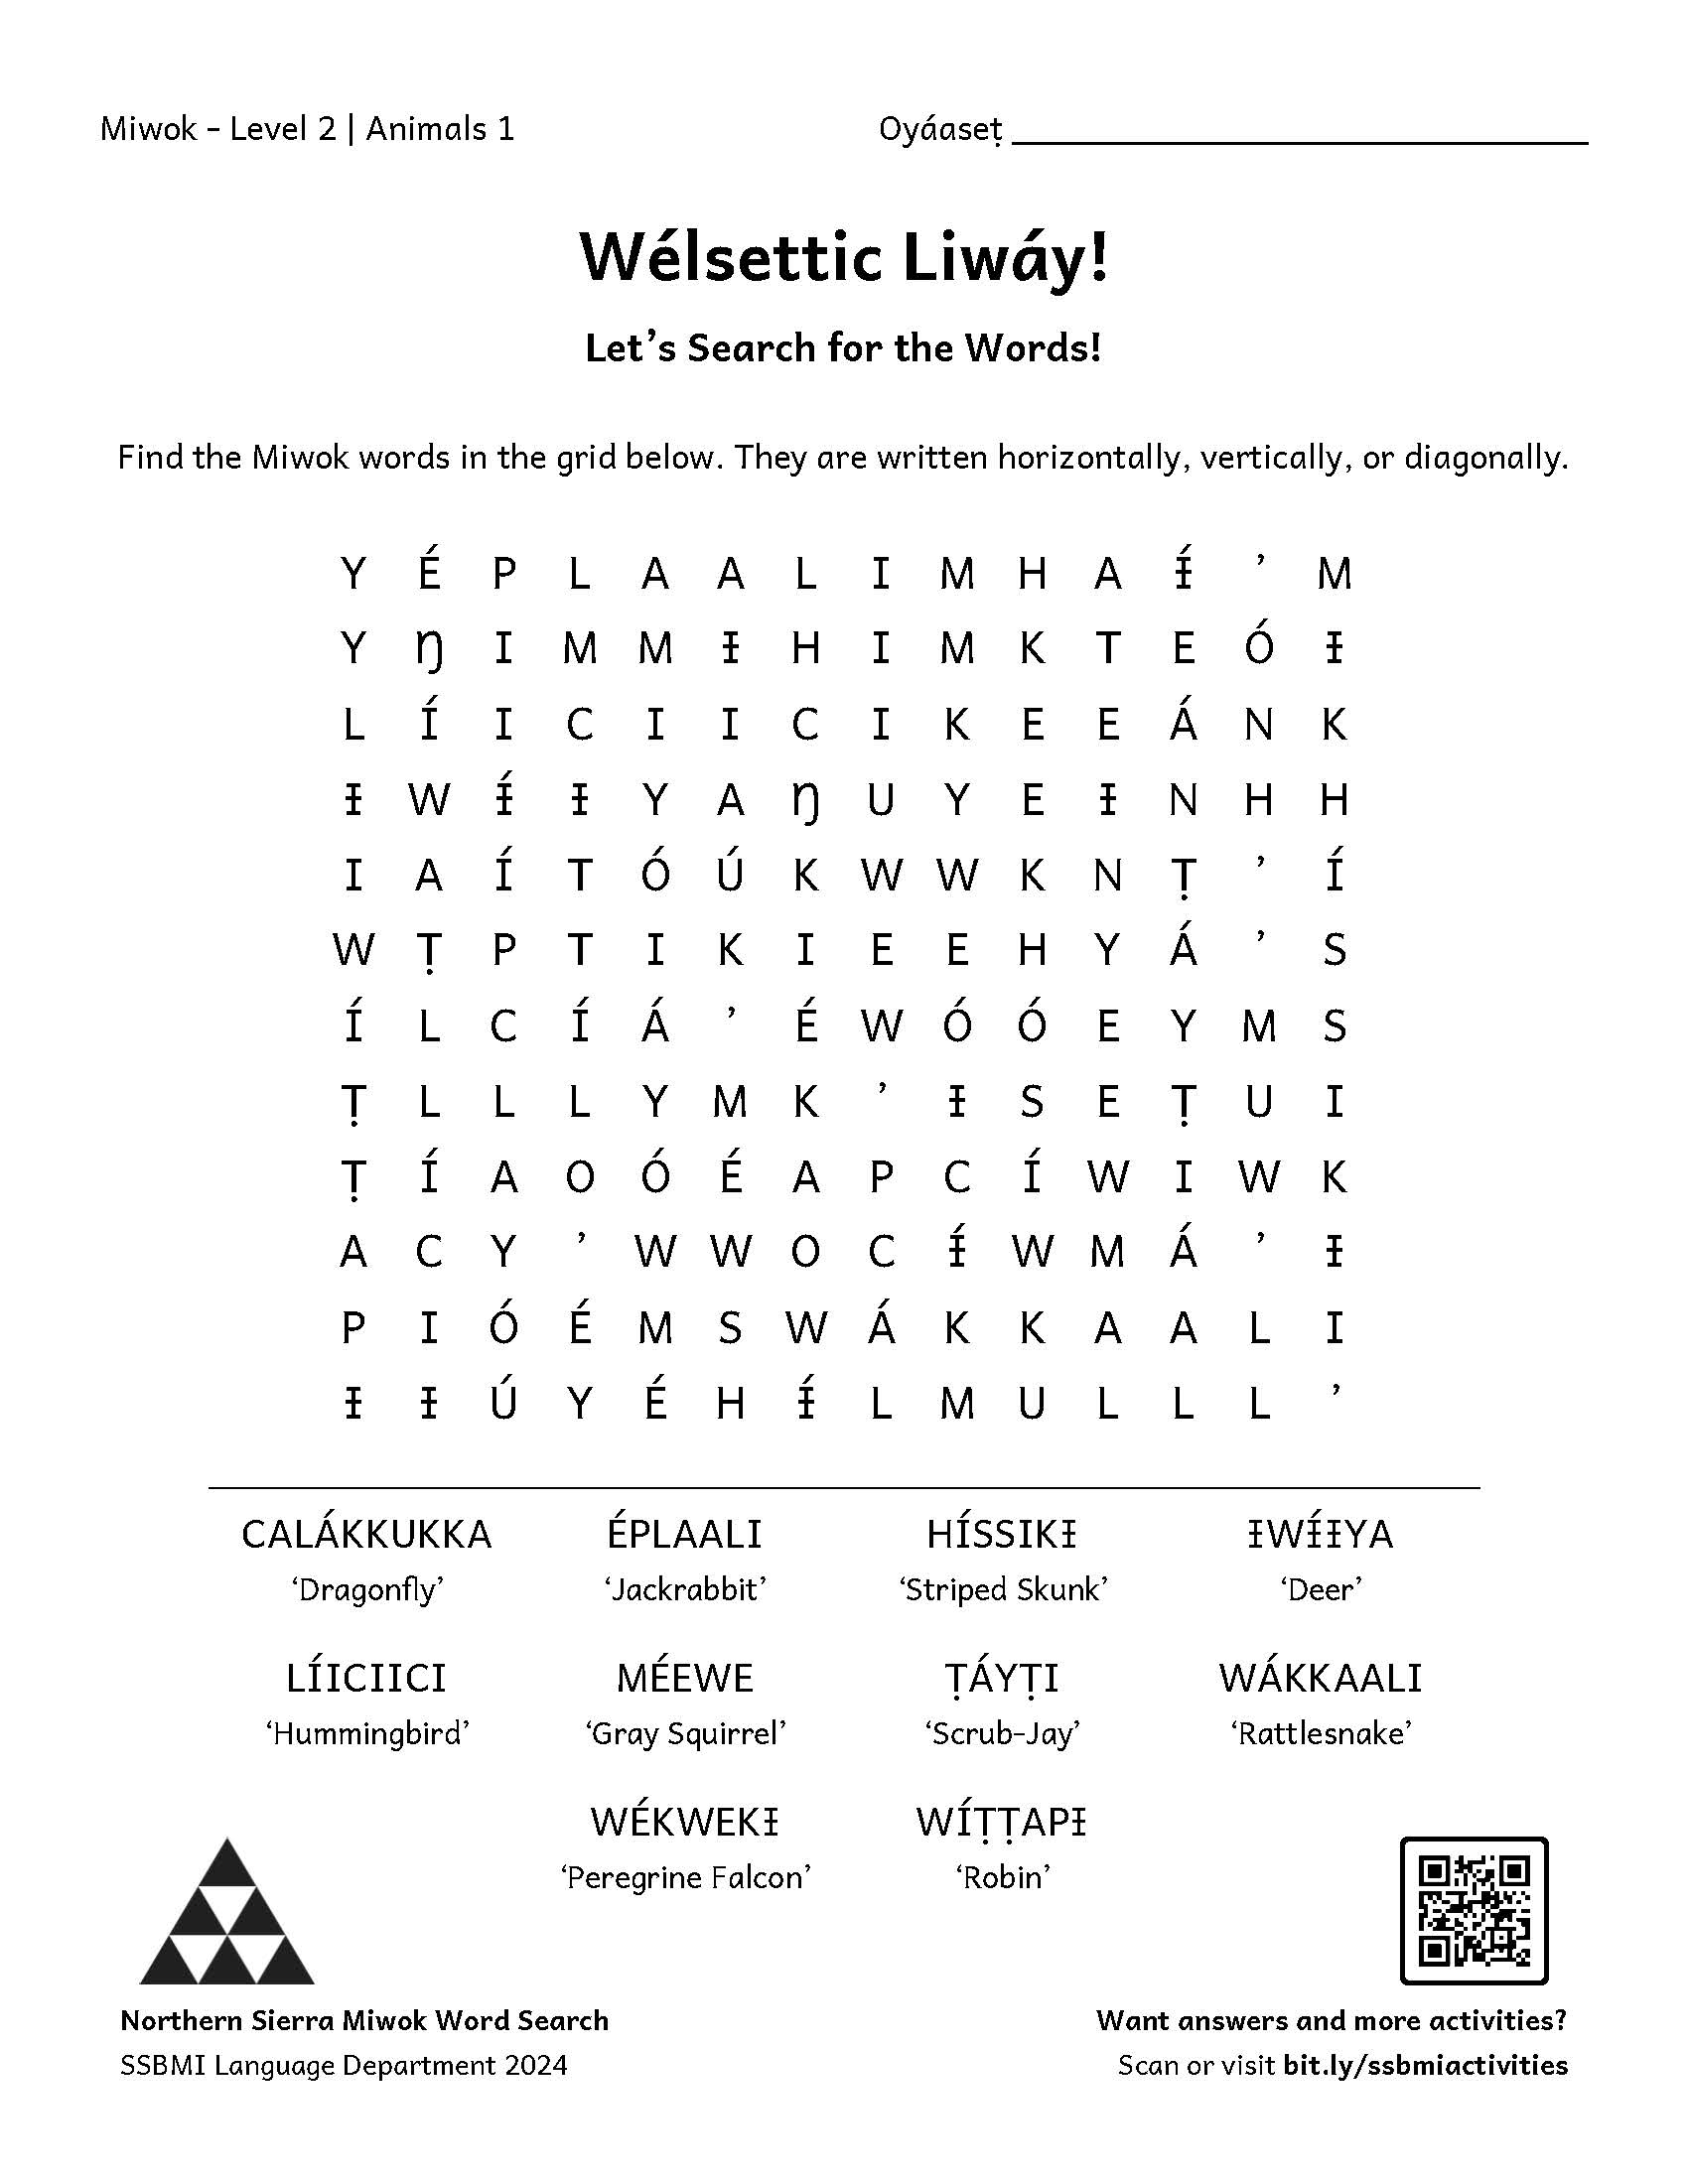 Miwok – Level 2 | Animals 1 Oyáaseṭ
Wélsettic Liwáy!
Let’s Search for the Words!
Find the Miwok words in the grid below. They are written horizontally, vertically, or diagonally.
Y É P L A A L I M H A Ɨ́ ’ M
Y Ŋ I M M Ɨ H I M K T E Ó Ɨ
L Í I C I I C I K E E Á N K
Ɨ W Ɨ́ Ɨ Y A Ŋ U Y E Ɨ N H H
I A Í T Ó Ú K W W K N Ṭ ’ Í
W Ṭ P T I K I E E H Y Á ’ S
Í L C Í Á ’ É W Ó Ó E Y M S
Ṭ L L L Y M K ’ Ɨ S E Ṭ U I
Ṭ Í A O Ó É A P C Í W I W K
A C Y ’ W W O C Ɨ́ W M Á ’ Ɨ
P I Ó É M S W Á K K A A L I
Ɨ Ɨ Ú Y É H Ɨ́ L M U L L L ’
CALÁKKUKKA ÉPLAALI HÍSSIKƗ ƗWƗ́ƗYA
‘Dragonfly’ ‘Jackrabbit’ ‘Striped Skunk’ ‘Deer’
LÍICIICI MÉEWE ṬÁYṬI WÁKKAALI
‘Hummingbird’ ‘Gray Squirrel’ ‘Scrub-Jay’ ‘Rattlesnake’
WÉKWEKƗ WÍṬṬAPƗ
‘Peregrine Falcon’ ‘Robin’
Northern Sierra Miwok Word Search
SSBMI Language Department 2024
Want answers and more activities?
Scan or visit bit.ly/ssbmiactivities